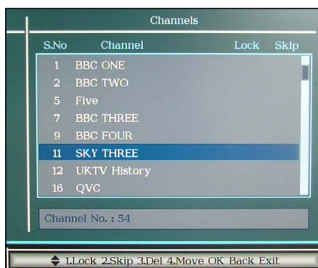 Channels
S.No Channel Lock Skip
1 BBC ONE
2 BBC TWO
5 Five
7 BBC THREE
9 BBC FOUR
11 SKY THREE
12 UKTV History
16 QVC
Channel No. : 54
1.Lock 2.Skip 3.Del 4.Move OK Back Exit